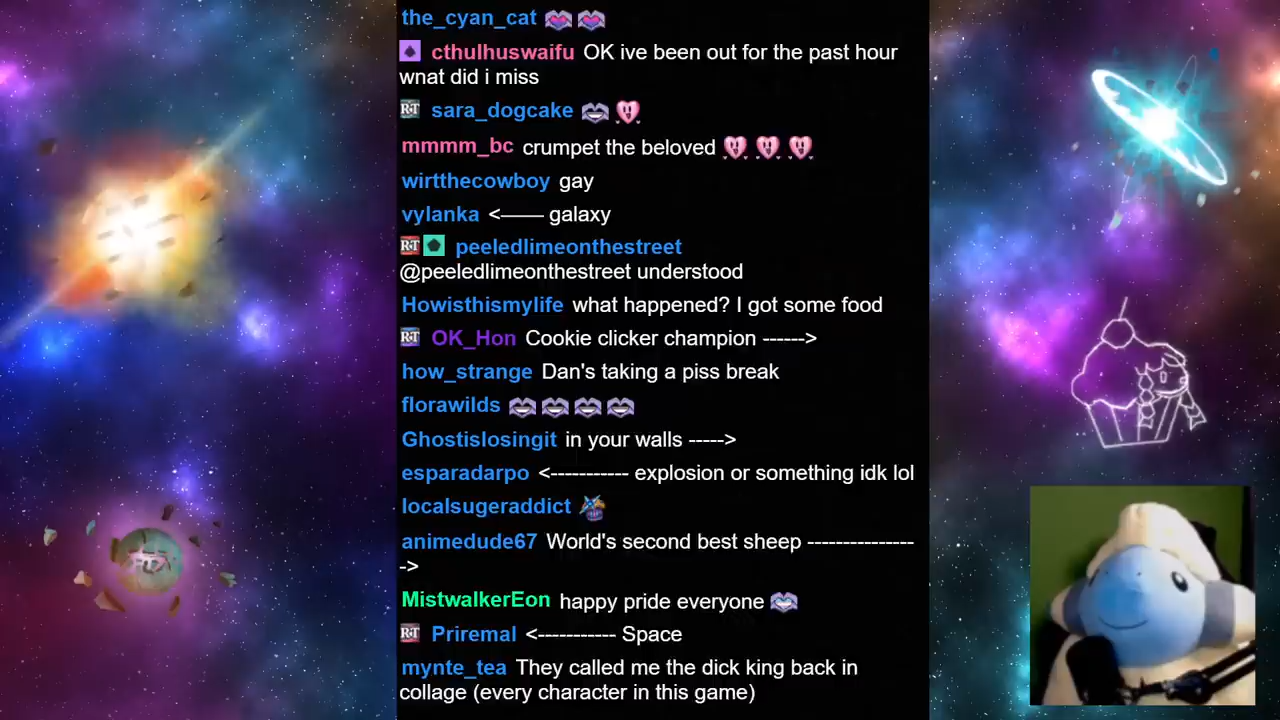 the_cyan_cat
cthulhuswaifu OK ive been out for the past hour
wnat did i miss
RT sara_dogcake
mmmm_bc crumpet the beloved
wirtthecowboy gay
vylanka <—— galaxy
RT peeledlimeonthestreet
@peeledlimeonthestreet understood
Howisthismylife what happened? I got some food
RT OK_Hon Cookie clicker champion ------>
how_strange Dan's taking a piss break
florawilds
Ghostislosingit in your walls ----->
esparadarpo <----------- explosion or something idk lol
localsugeraddict
animedude67 World's second best sheep ---------------
->
MistwalkerEon happy pride everyone
RT Priremal <----------- Space
mynte_tea They called me the dick king back in
collage (every character in this game)